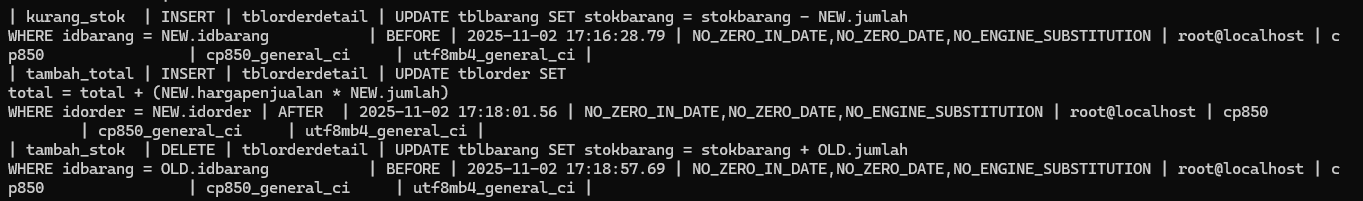 | kurang_stok  | INSERT | tblorderdetail | UPDATE tblbarang SET stokbarang = stokbarang - NEW.jumlah
WHERE idbarang = NEW.idbarang           | BEFORE | 2025-11-02 17:16:28.79 | NO_ZERO_IN_DATE,NO_ZERO_DATE,NO_ENGINE_SUBSTITUTION | root@localhost | c
p850                | cp850_general_ci     | utf8mb4_general_ci |
| tambah_total | INSERT | tblorderdetail | UPDATE tblorder SET
total = total + (NEW.hargapenjualan * NEW.jumlah)
WHERE idorder = NEW.idorder | AFTER  | 2025-11-02 17:18:01.56 | NO_ZERO_IN_DATE,NO_ZERO_DATE,NO_ENGINE_SUBSTITUTION | root@localhost | cp850
        | cp850_general_ci     | utf8mb4_general_ci |
| tambah_stok  | DELETE | tblorderdetail | UPDATE tblbarang SET stokbarang = stokbarang + OLD.jumlah
WHERE idbarang = OLD.idbarang           | BEFORE | 2025-11-02 17:18:57.69 | NO_ZERO_IN_DATE,NO_ZERO_DATE,NO_ENGINE_SUBSTITUTION | root@localhost | c
p850                | cp850_general_ci     | utf8mb4_general_ci |